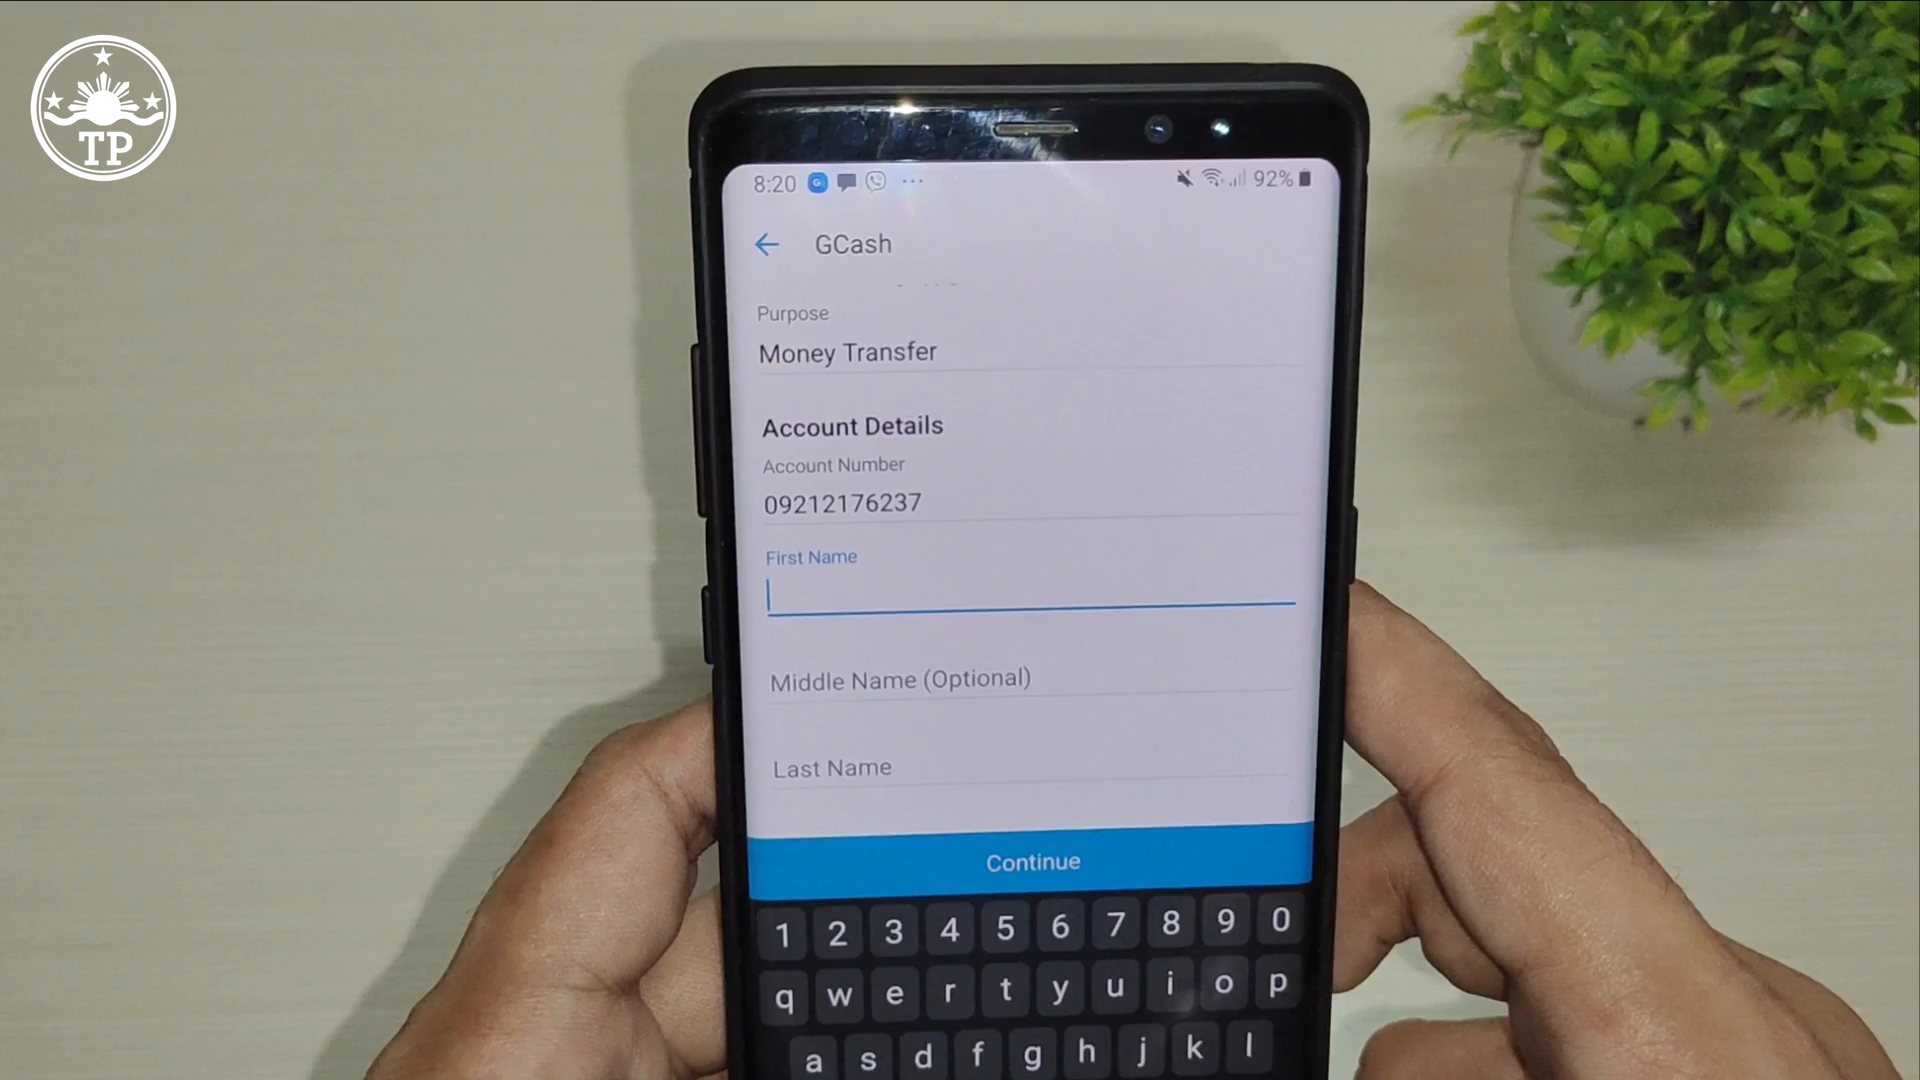 TP
8:20
92%
GCash
Purpose
Money Transfer
Account Details
Account Number
09212176237
First Name
Middle Name (Optional)
Last Name
Continue
1 2 3 4 5 6 7 8 9 0
q w e r t y u i o p
a s d f g h j k l